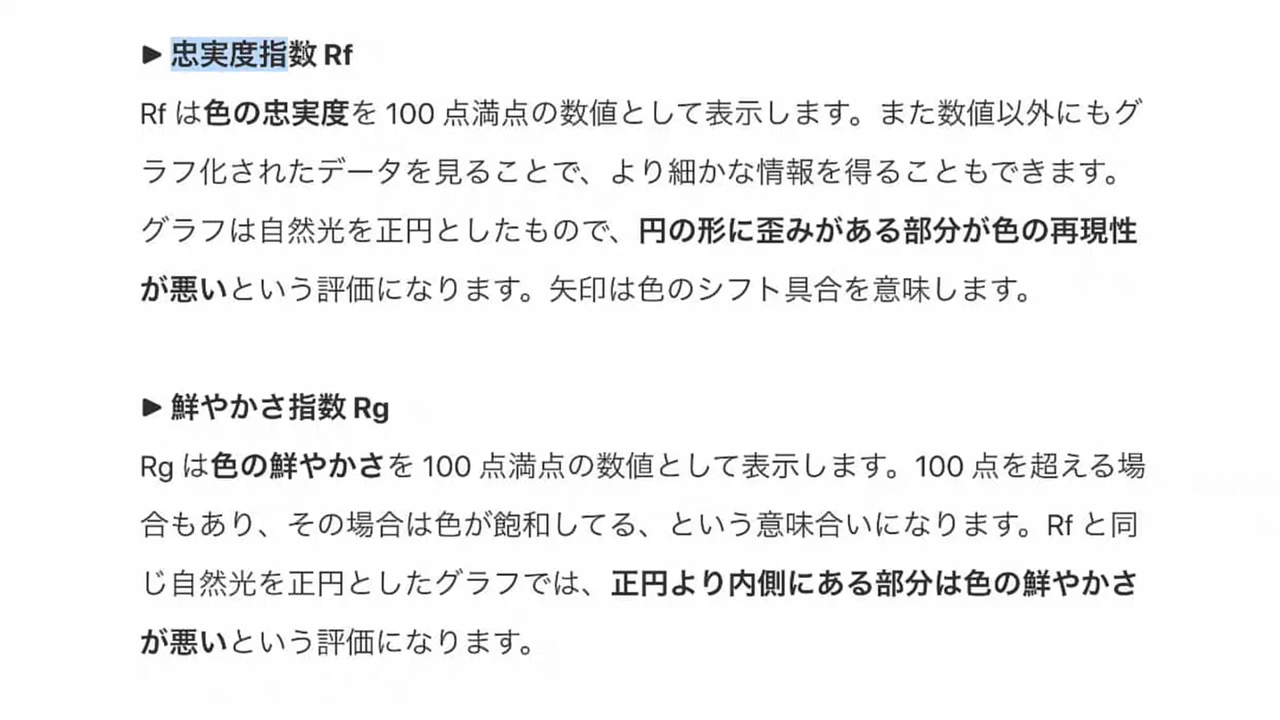 ▶ 忠実度指数 Rf
Rf は色の忠実度を 100 点満点の数値として表示します。また数値以外にもグ
ラフ化されたデータを見ることで、より細かな情報を得ることもできます。
グラフは自然光を正円としたもので、円の形に歪みがある部分が色の再現性
が悪いという評価になります。矢印は色のシフト具合を意味します。
▶ 鮮やかさ指数 Rg
Rg は色の鮮やかさを 100 点満点の数値として表示します。100 点を超える場
合もあり、その場合は色が飽和してる、という意味合いになります。Rf と同
じ自然光を正円としたグラフでは、正円より内側にある部分は色の鮮やかさ
が悪いという評価になります。